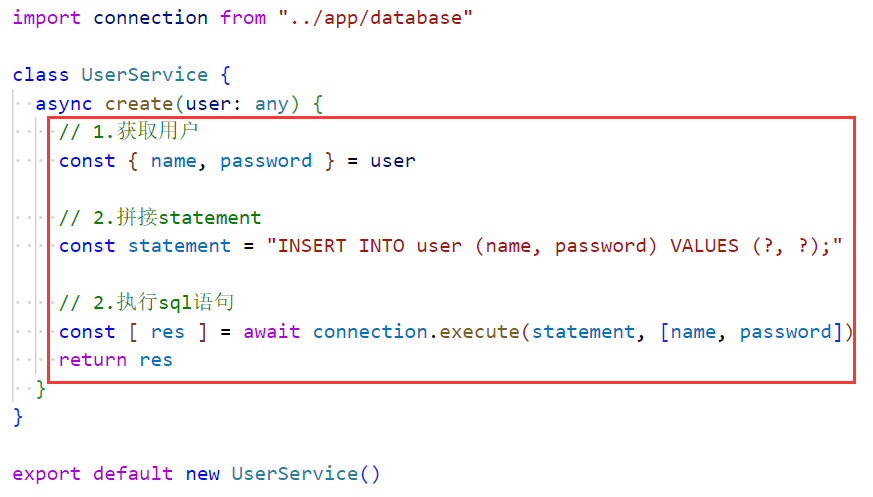 import connection from "../app/database"
class UserService {
async create(user: any) {
// 1.获取用户
const { name, password } = user
// 2.拼接statement
const statement = "INSERT INTO user (name, password) VALUES (?, ?);"
// 2.执行sql语句
const [ res ] = await connection.execute(statement, [name, password])
return res
}
}
export default new UserService()